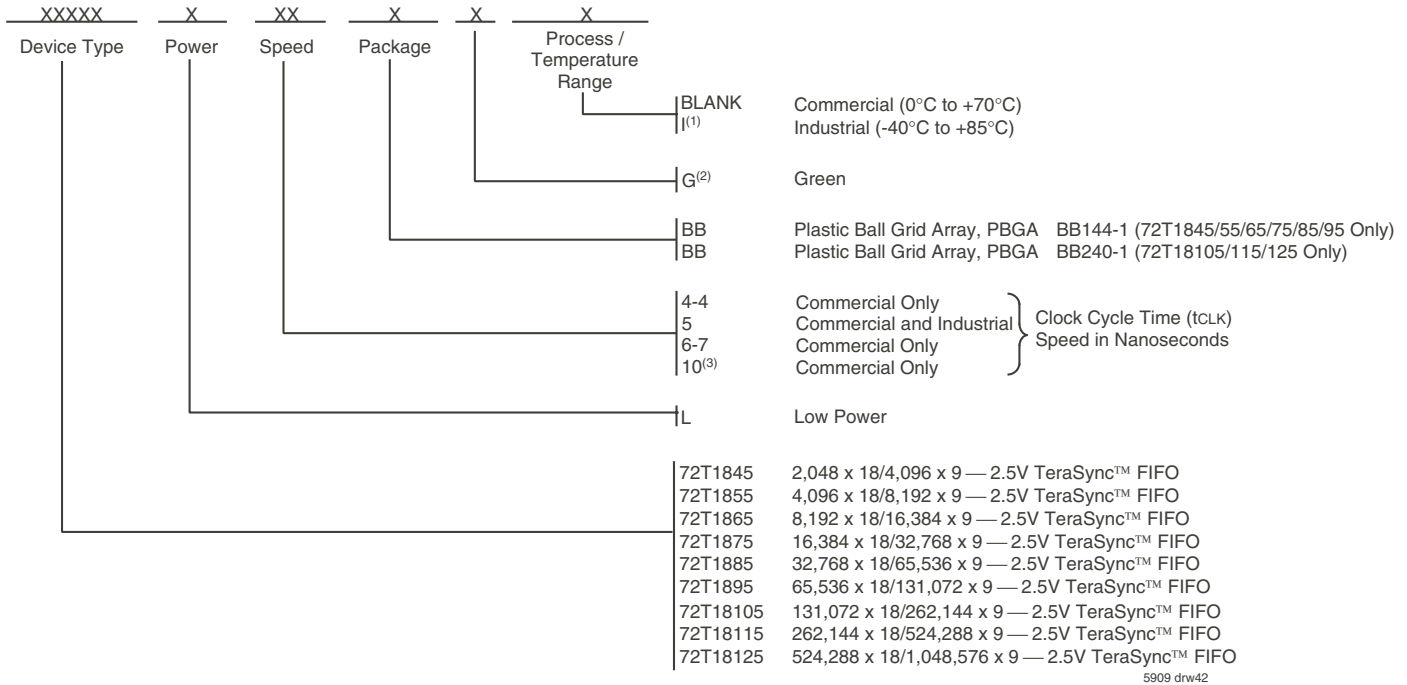 XXXXX X XX X X X
Device Type Power Speed Package Process /
Temperature
Range
BLANK Commercial (0°C to +70°C)
I(1) Industrial (-40°C to +85°C)
G(2) Green
BB Plastic Ball Grid Array, PBGA BB144-1 (72T1845/55/65/75/85/95 Only)
BB Plastic Ball Grid Array, PBGA BB240-1 (72T18105/115/125 Only)
4-4 Commercial Only
5 Commercial and Industrial
6-7 Commercial Only
10(3) Commercial Only
Clock Cycle Time (tCLK)
Speed in Nanoseconds
L Low Power
72T1845 2,048 x 18/4,096 x 9 — 2.5V TeraSync™ FIFO
72T1855 4,096 x 18/8,192 x 9 — 2.5V TeraSync™ FIFO
72T1865 8,192 x 18/16,384 x 9 — 2.5V TeraSync™ FIFO
72T1875 16,384 x 18/32,768 x 9 — 2.5V TeraSync™ FIFO
72T1885 32,768 x 18/65,536 x 9 — 2.5V TeraSync™ FIFO
72T1895 65,536 x 18/131,072 x 9 — 2.5V TeraSync™ FIFO
72T18105 131,072 x 18/262,144 x 9 — 2.5V TeraSync™ FIFO
72T18115 262,144 x 18/524,288 x 9 — 2.5V TeraSync™ FIFO
72T18125 524,288 x 18/1,048,576 x 9 — 2.5V TeraSync™ FIFO
5909 drw42